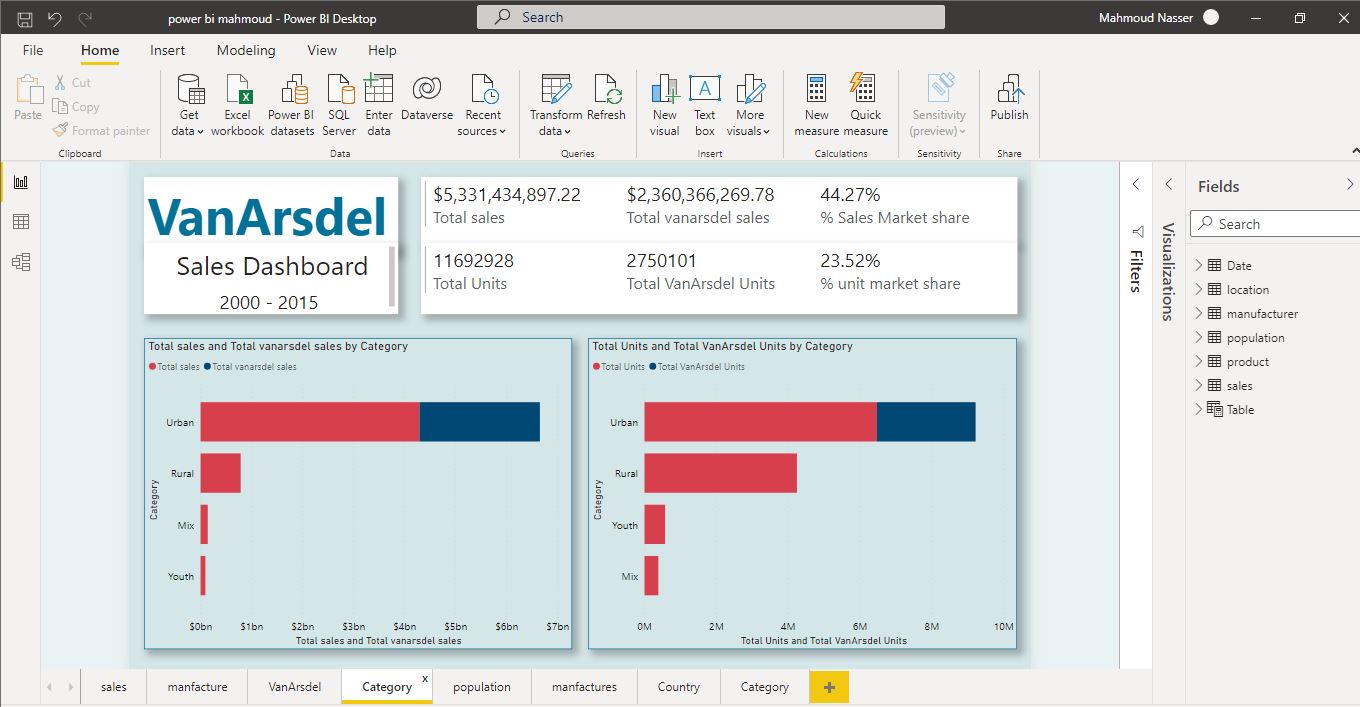 power bi mahmoud - Power BI Desktop
Search
Mahmoud Nasser
File
Home
Insert
Modeling
View
Help
Paste
Cut
Copy
Format painter
Clipboard
Get
data
Excel
workbook
Power BI
datasets
SQL
Server
Enter
data
Dataverse
Recent
sources
Data
Transform
data
Refresh
Queries
New
visual
Text
box
More
visuals
Insert
New
measure
Quick
measure
Calculations
Sensitivity
(preview)
Sensitivity
Publish
Share
VanArsdel
Sales Dashboard
2000 - 2015
$5,331,434,897.22
Total sales
$2,360,366,269.78
Total vanarsdel sales
44.27%
% Sales Market share
11692928
Total Units
2750101
Total VanArsdel Units
23.52%
% unit market share
Total sales and Total vanarsdel sales by Category
Total sales
Total vanarsdel sales
Category
Urban
Rural
Mix
Youth
$0bn
$1bn
$2bn
$3bn
$4bn
$5bn
$6bn
$7bn
Total sales and Total vanarsdel sales
Total Units and Total VanArsdel Units by Category
Total Units
Total VanArsdel Units
Category
Urban
Rural
Youth
Mix
0M
2M
4M
6M
8M
10M
Total Units and Total VanArsdel Units
Filters
Visualizations
Fields
Search
Date
location
manufacturer
population
product
sales
Table
sales
manfacture
VanArsdel
Category
x
population
manfactures
Country
Category